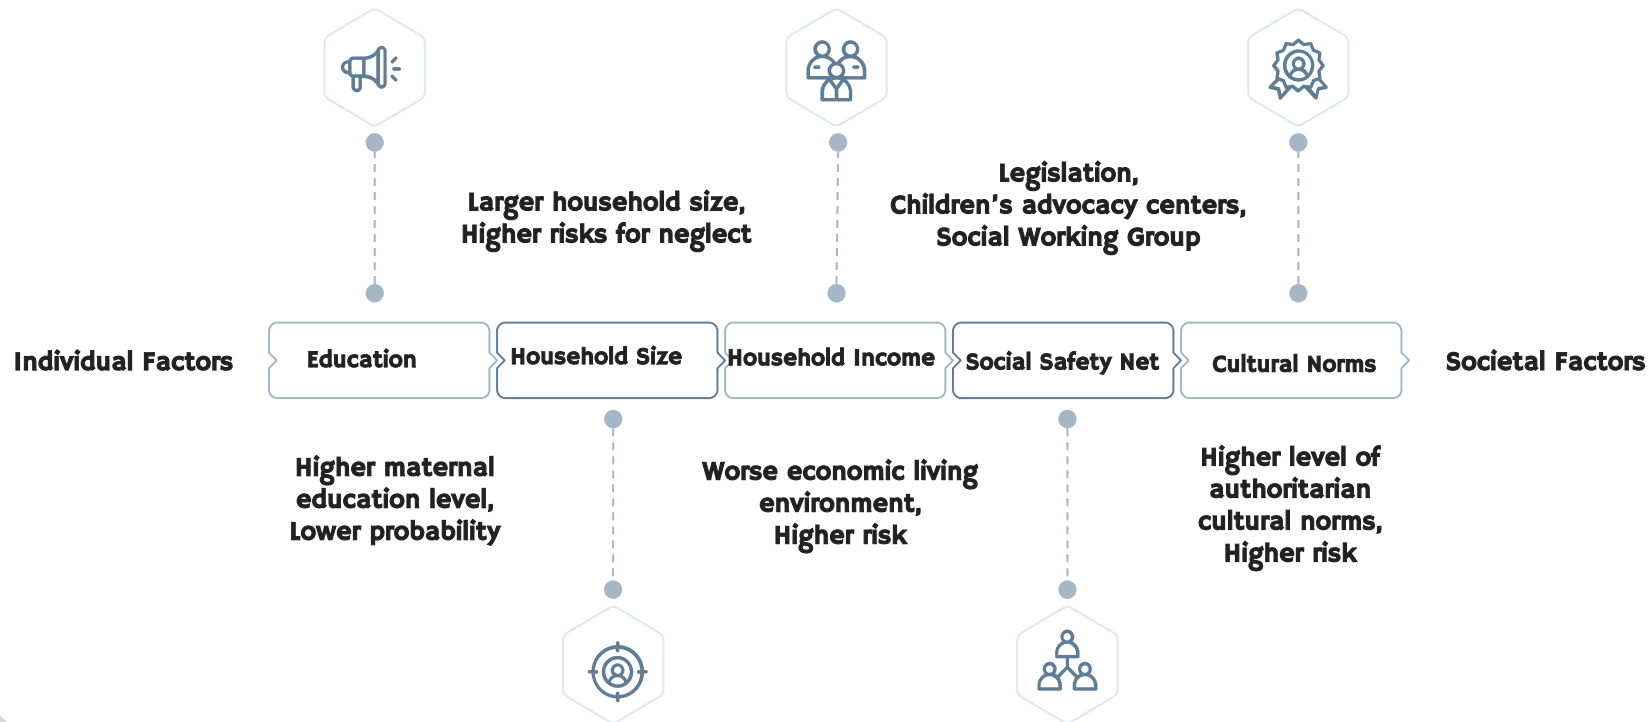 Larger household size,
Higher risks for neglect
Legislation,
Children's advocacy centers,
Social Working Group
Individual Factors
Education
Household Size
Household Income
Social Safety Net
Cultural Norms
Societal Factors
Higher maternal
education level,
Lower probability
Worse economic living
environment,
Higher risk
Higher level of
authoritarian
cultural norms,
Higher risk